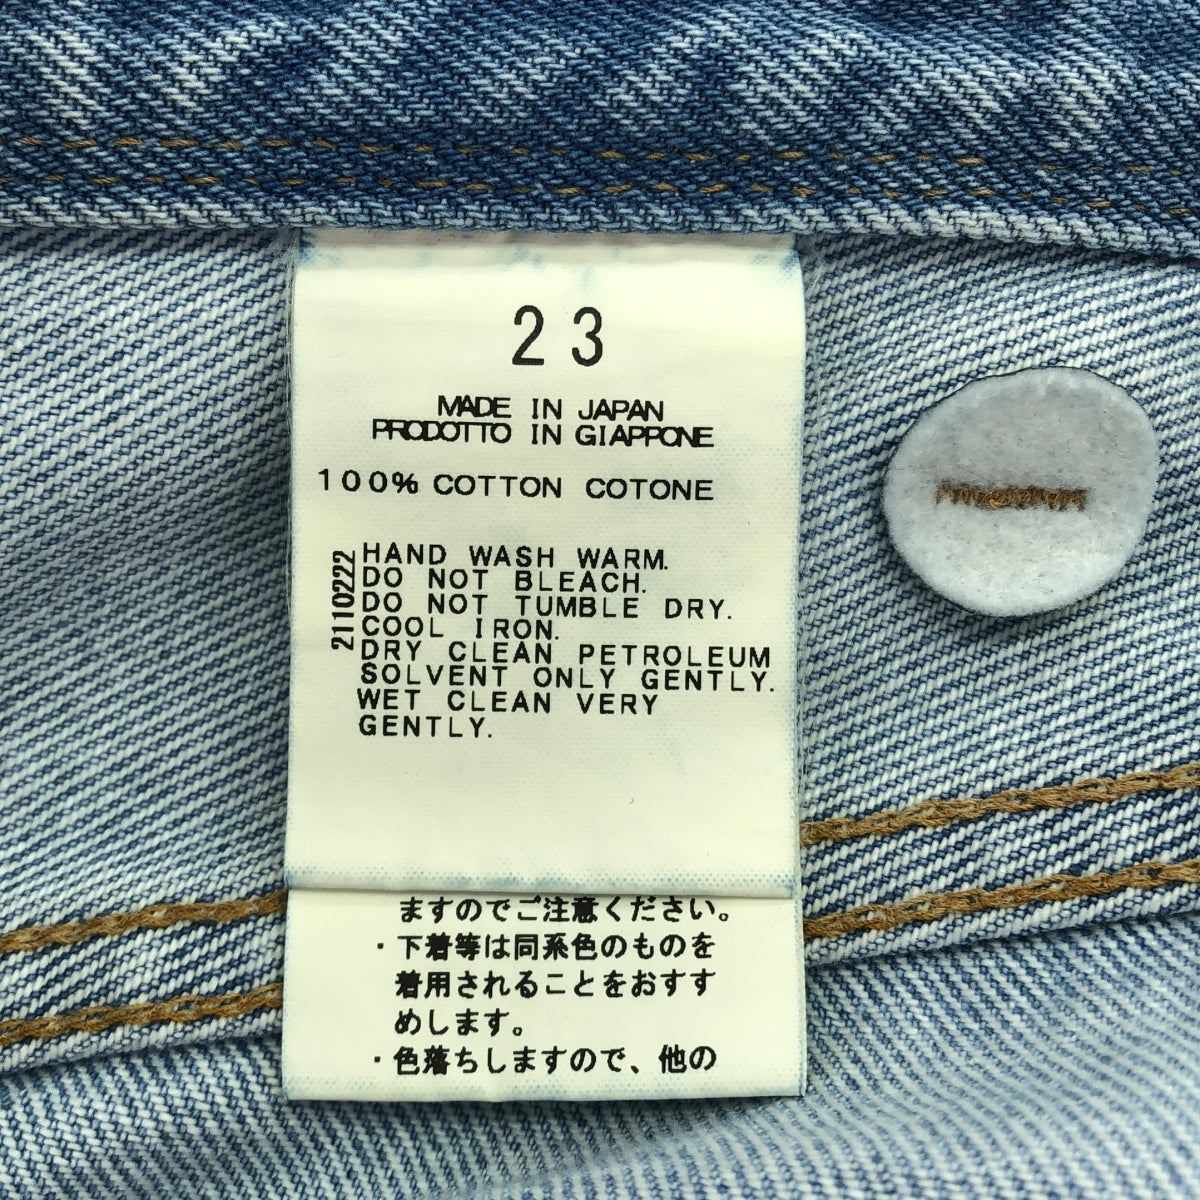 23
MADE IN JAPAN
PRODOTTO IN GIAPPONE
100% COTTON COTONE
2110222
HAND WASH WARM.
DO NOT BLEACH.
DO NOT TUMBLE DRY.
COOL IRON.
DRY CLEAN PETROLEUM
SOLVENT ONLY GENTLY.
WET CLEAN VERY
GENTLY.
ますのでご注意ください。
・下着等は同系色のものを
着用されることをおすす
めします。
・色落ちしますので、他の